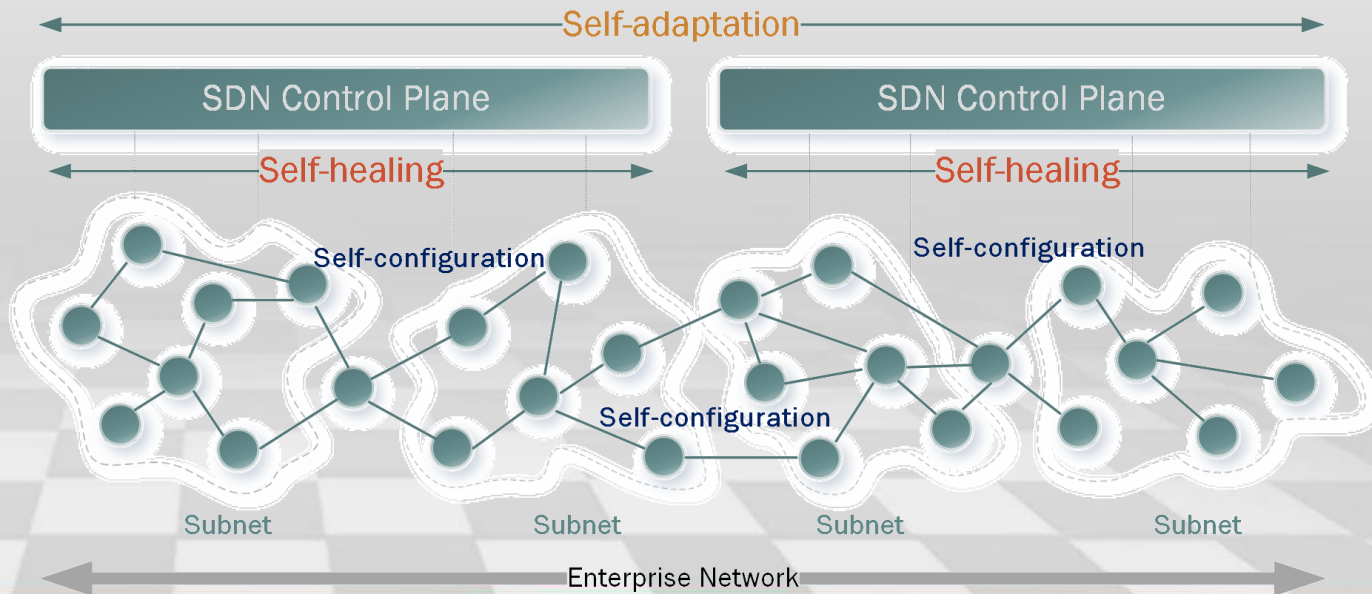 Self-adaptation
SDN Control Plane
SDN Control Plane
Self-healing
Self-healing
Self-configuration
Self-configuration
Self-configuration
Subnet
Subnet
Subnet
Subnet
Enterprise Network